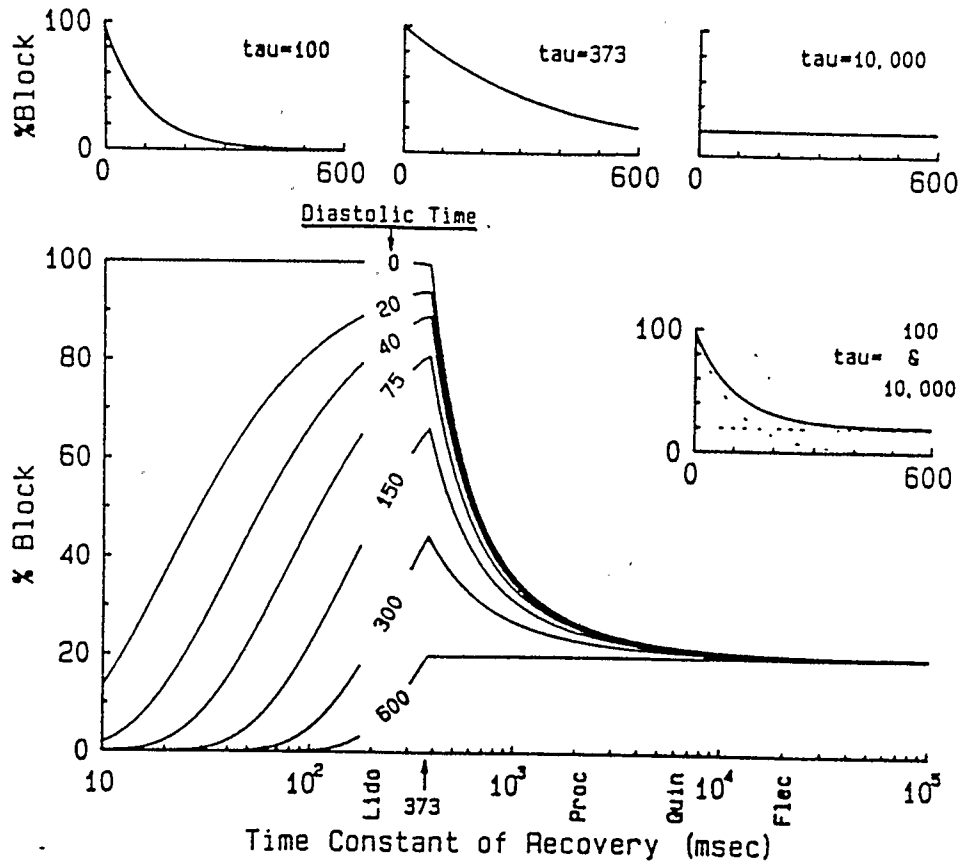 100
%Block
0
tau=100
0
600
tau=373
0
600
tau=10,000
0
600
Diastolic Time
100
80
60
40
20
0
% Block
0
20
40
75
150
300
600
100
0
100
tau= &
10,000
0
600
10
10²
Lido
373
10³
Proc
Quin
10⁴
Flec
10⁵
Time Constant of Recovery (msec)